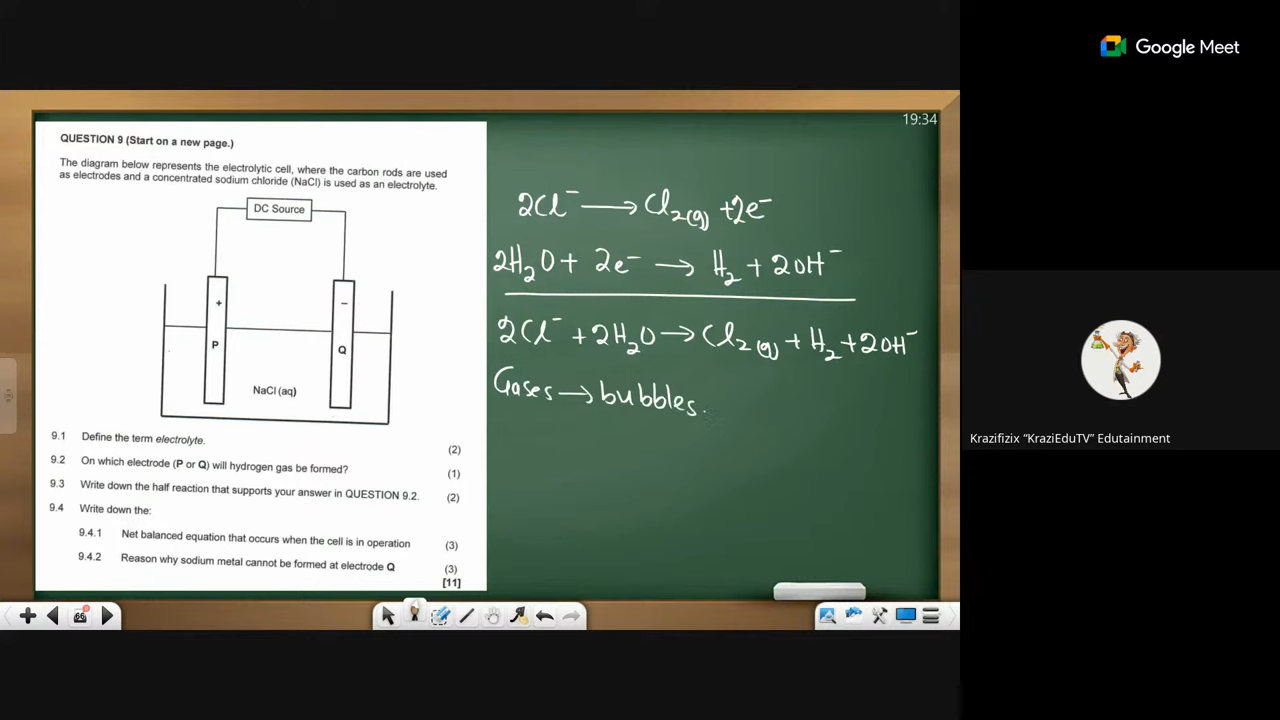 Google Meet
19:34
QUESTION 9 (Start on a new page.)
The diagram below represents the electrolytic cell, where the carbon rods are used
as electrodes and a concentrated sodium chloride (NaCl) is used as an electrolyte.
DC Source
+
−
P
Q
NaCl (aq)
9.1 Define the term electrolyte. (2)
9.2 On which electrode (P or Q) will hydrogen gas be formed? (1)
9.3 Write down the half reaction that supports your answer in QUESTION 9.2. (2)
9.4 Write down the:
9.4.1 Net balanced equation that occurs when the cell is in operation (3)
9.4.2 Reason why sodium metal cannot be formed at electrode Q (3)
[11]
2Cl⁻ → Cl₂(g) + 2e⁻
2H₂O + 2e⁻ → H₂ + 2OH⁻
2Cl⁻ + 2H₂O → Cl₂(g) + H₂ + 2OH⁻
Gases → bubbles.
66
Krazifizix “KraziEduTV” Edutainment